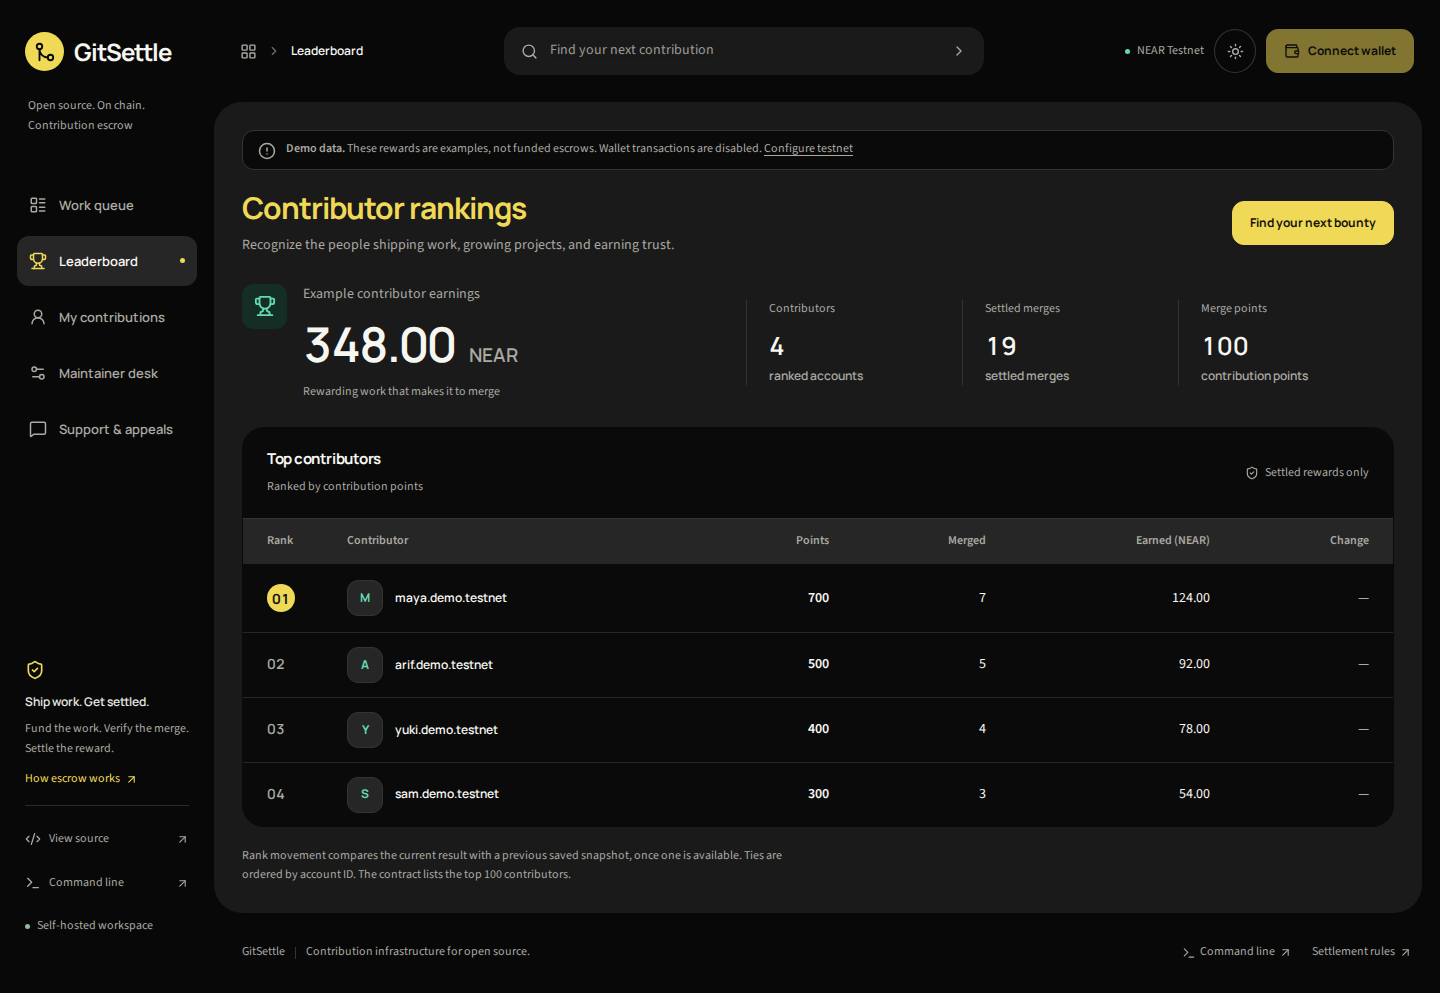 GitSettle
Leaderboard
Find your next contribution
NEAR Testnet
Connect wallet
Open source. On chain.
Contribution escrow
Work queue
Leaderboard
My contributions
Maintainer desk
Support & appeals
Ship work. Get settled.
Fund the work. Verify the merge.
Settle the reward.
How escrow works
View source
Command line
Self-hosted workspace
Demo data. These rewards are examples, not funded escrows. Wallet transactions are disabled. Configure testnet
Contributor rankings
Recognize the people shipping work, growing projects, and earning trust.
Find your next bounty
Example contributor earnings
348.00 NEAR
Rewarding work that makes it to merge
Contributors
4
ranked accounts
Settled merges
19
settled merges
Merge points
100
contribution points
Top contributors
Ranked by contribution points
Settled rewards only
Rank Contributor Points Merged Earned (NEAR) Change
01 M maya.demo.testnet 700 7 124.00 —
02 A arif.demo.testnet 500 5 92.00 —
03 Y yuki.demo.testnet 400 4 78.00 —
04 S sam.demo.testnet 300 3 54.00 —
Rank movement compares the current result with a previous saved snapshot, once one is available. Ties are
ordered by account ID. The contract lists the top 100 contributors.
GitSettle
Contribution infrastructure for open source.
Command line
Settlement rules